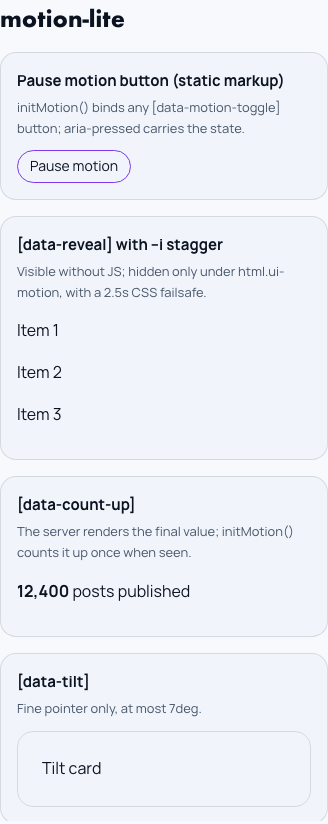 motion-lite
Pause motion button (static markup)
initMotion() binds any [data-motion-toggle]
button; aria-pressed carries the state.
Pause motion
[data-reveal] with –i stagger
Visible without JS; hidden only under html.ui-
motion, with a 2.5s CSS failsafe.
Item 1
Item 2
Item 3
[data-count-up]
The server renders the final value; initMotion()
counts it up once when seen.
12,400 posts published
[data-tilt]
Fine pointer only, at most 7deg.
Tilt card